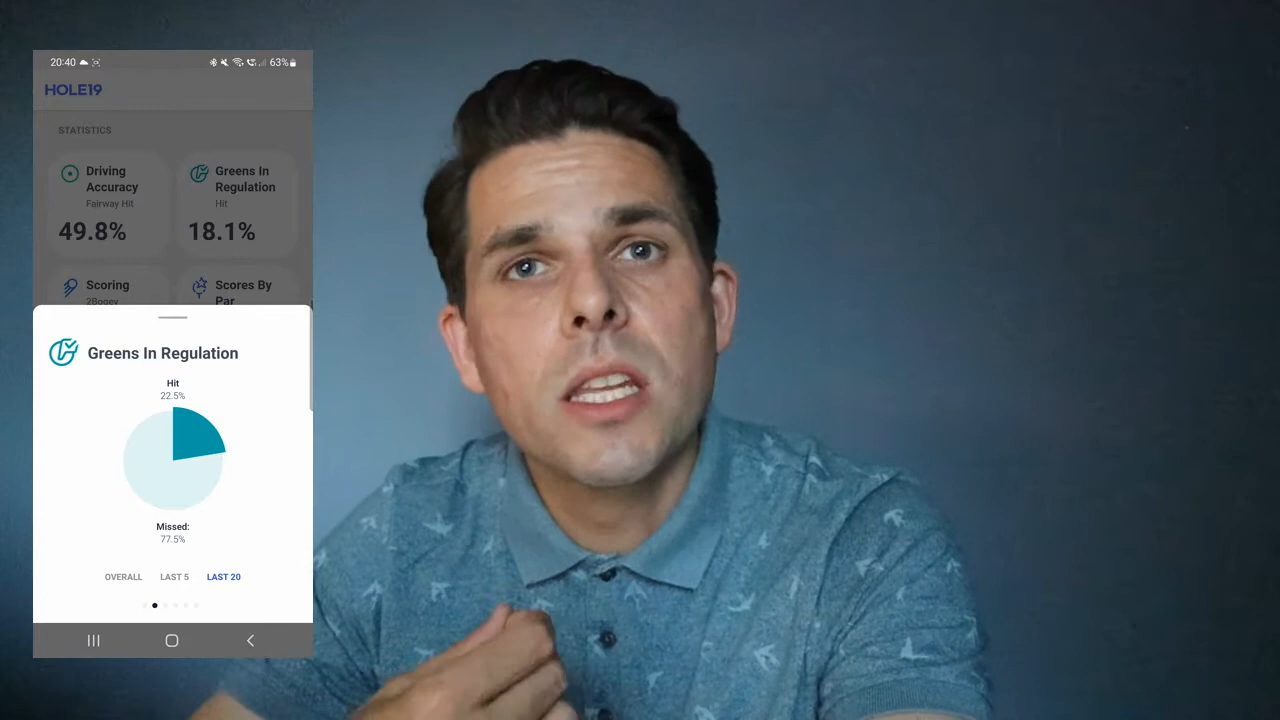 20:40
63%
HOLE19
STATISTICS
Driving Accuracy
Fairway Hit
49.8%
Greens In Regulation
Hit
18.1%
Scoring
2Bogey
Scores By Par
Greens In Regulation
Hit
22.5%
Missed:
77.5%
OVERALL LAST 5 LAST 20